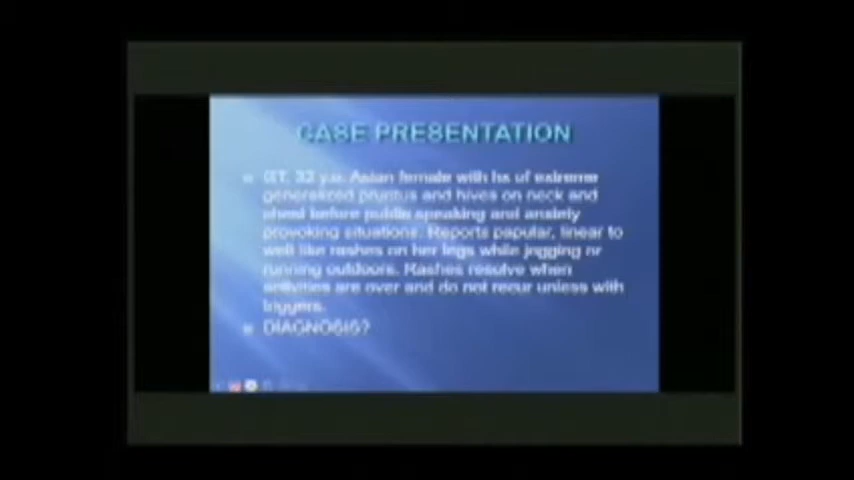 CASE PRESENTATION
GT, 32 y.o. Asian female with hx of extreme
generalized pruritus and hives on neck and
chest before public speaking and anxiety
provoking situations. Reports papular, linear to
well like rashes on her legs while jogging or
running outdoors. Rashes resolve when
activities are over and do not recur unless with
triggers.
DIAGNOSIS?